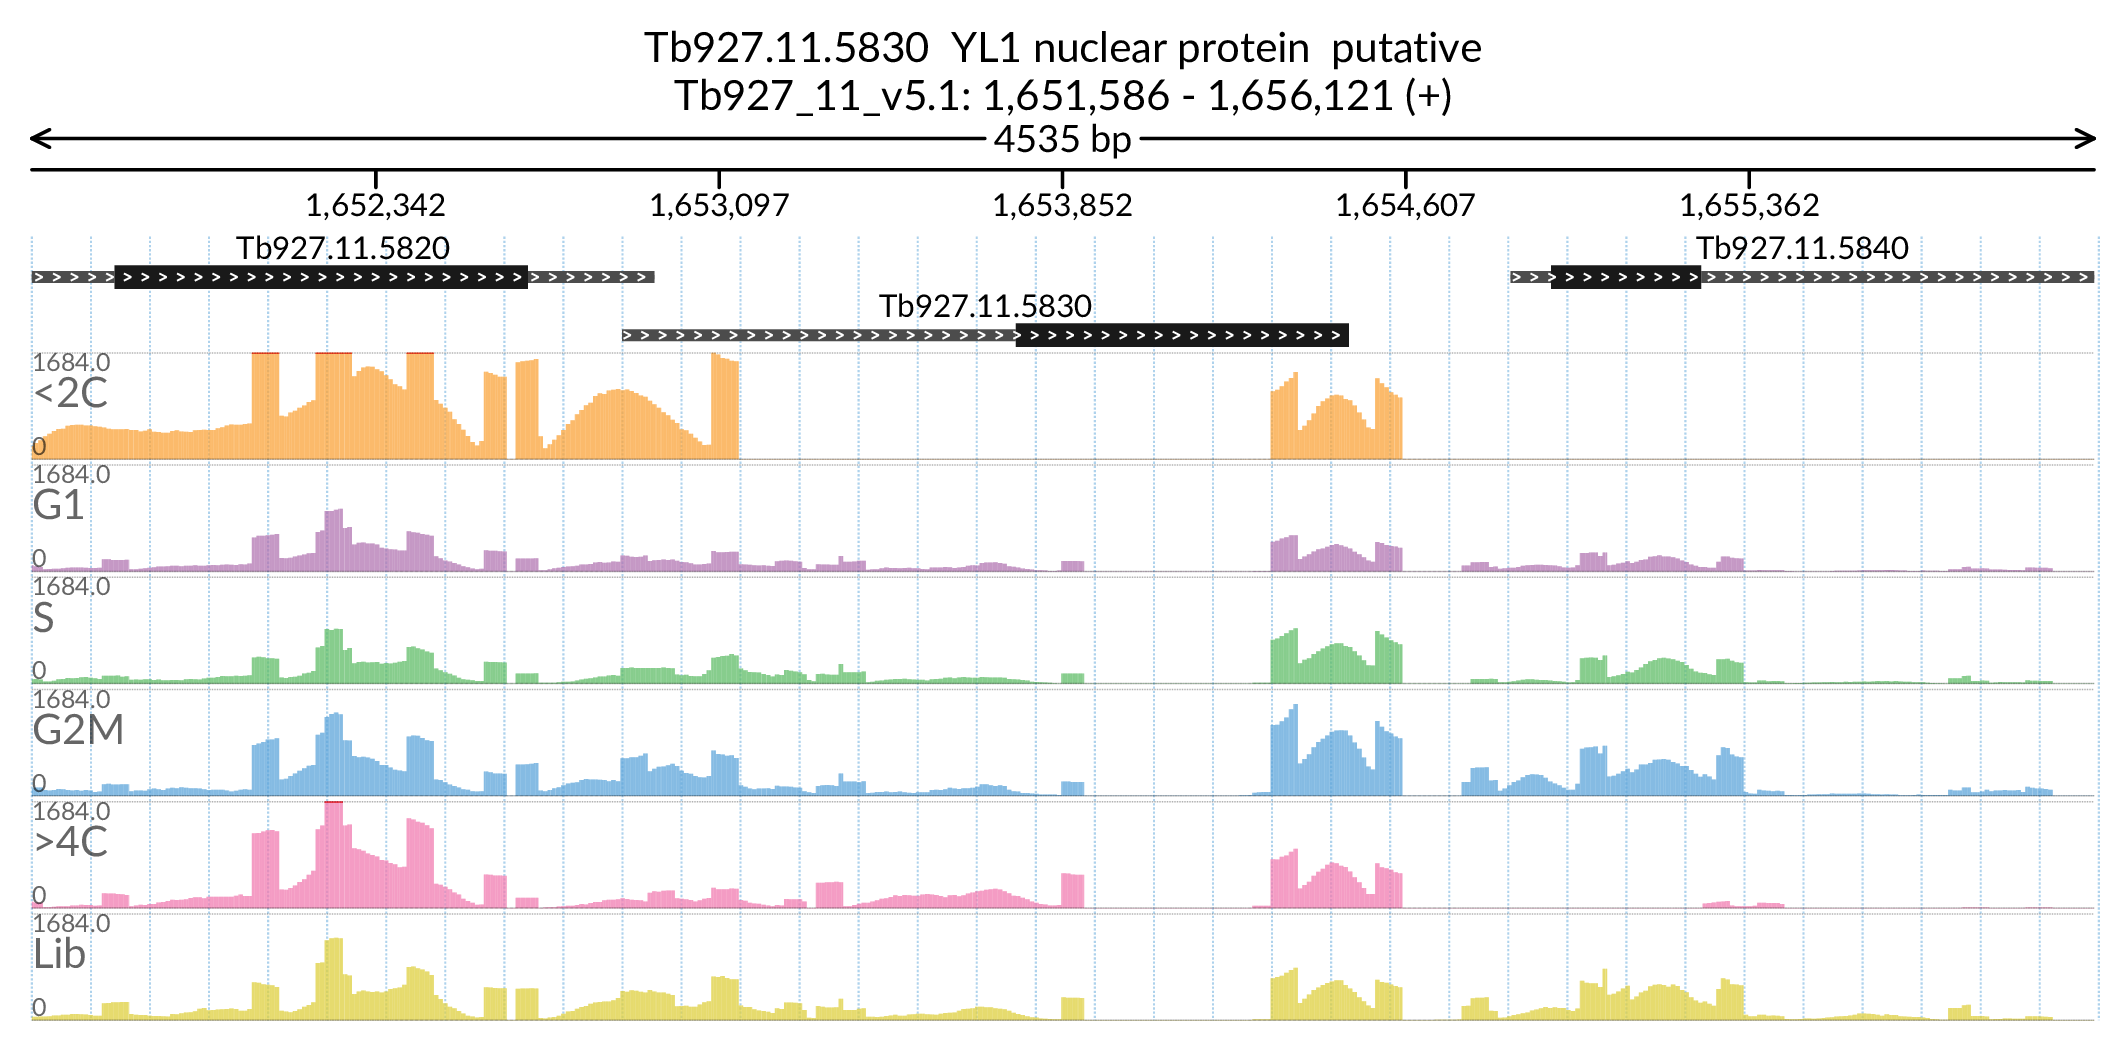 Tb927.11.5830  YL1 nuclear protein  putative
Tb927_11_v5.1: 1,651,586 - 1,656,121 (+)
4535 bp
1,652,342 1,653,097 1,653,852 1,654,607 1,655,362
Tb927.11.5820 Tb927.11.5840
Tb927.11.5830
1684.0
<2C
0
1684.0
G1
0
1684.0
S
0
1684.0
G2M
0
1684.0
>4C
0
1684.0
Lib
0